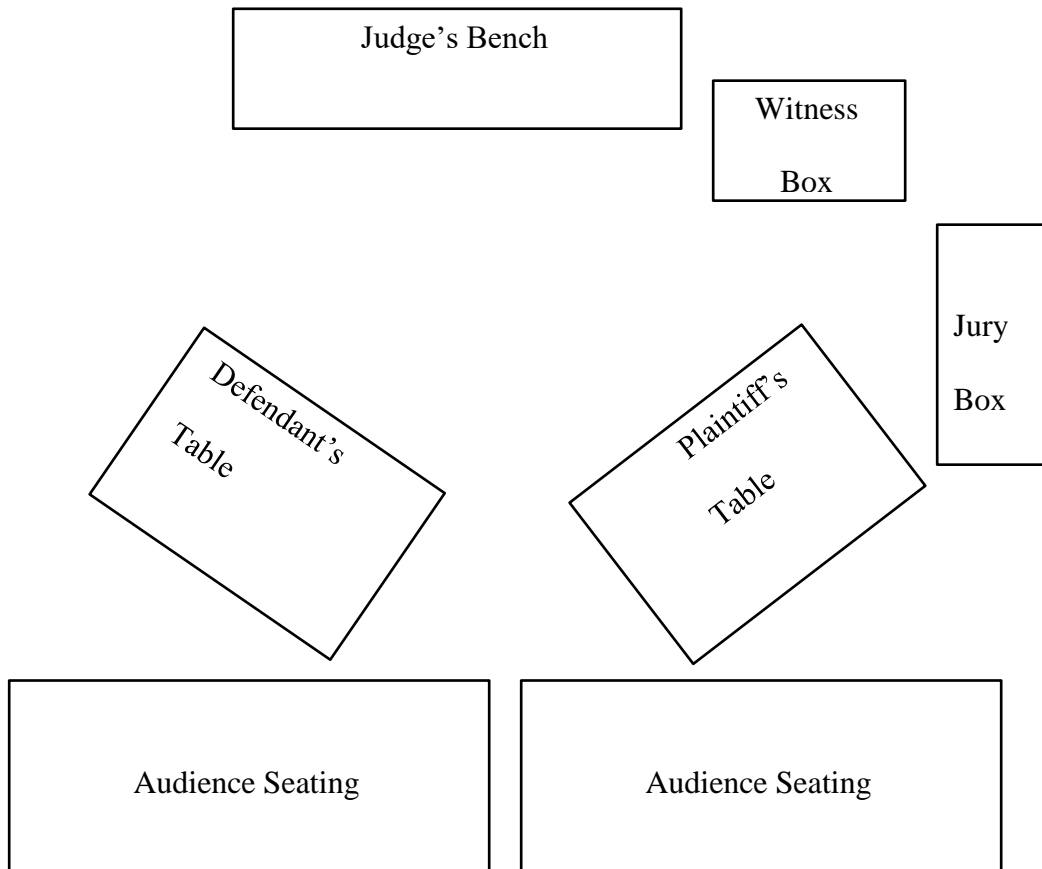 Judge’s Bench
Witness
Box
Jury
Box
Defendant’s
Table
Plaintiff’s
Table
Audience Seating
Audience Seating